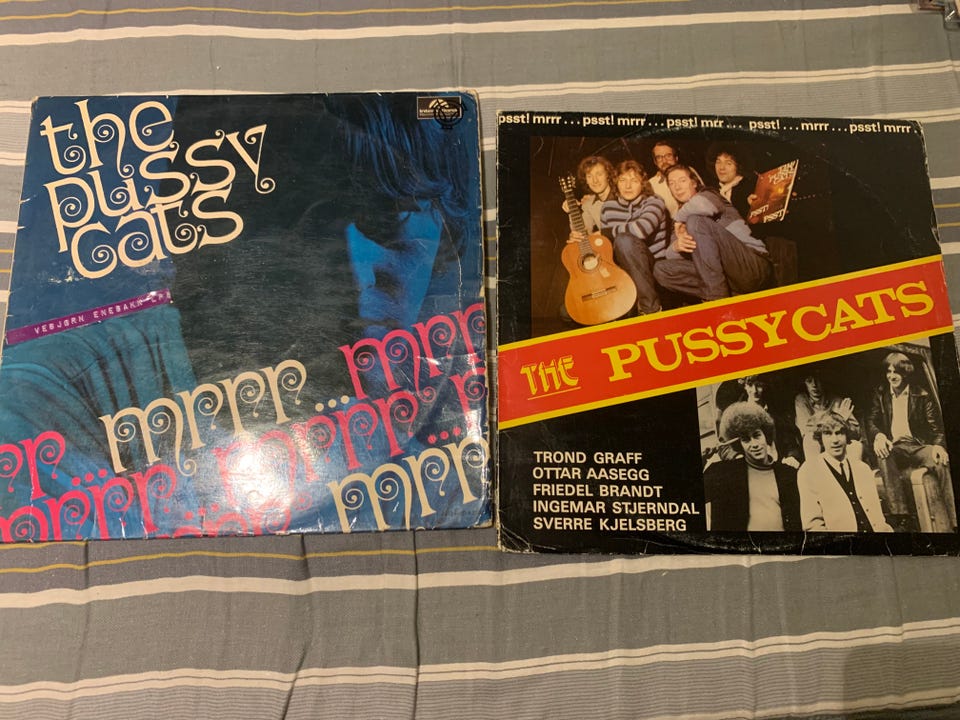 the
pussy
cats
VEBJØRN ENEBAKK
mrrr...mrrr
mrrr
mrrr
psst! mrrr...psst! mrrr...psst! mrr... psst!...mrrr...psst! mrrr..
PSST!
THE PUSSYCATS
TROND GRAFF
OTTAR AASEGG
FRIEDEL BRANDT
INGEMAR STJERNDAL
SVERRE KJELSBERG